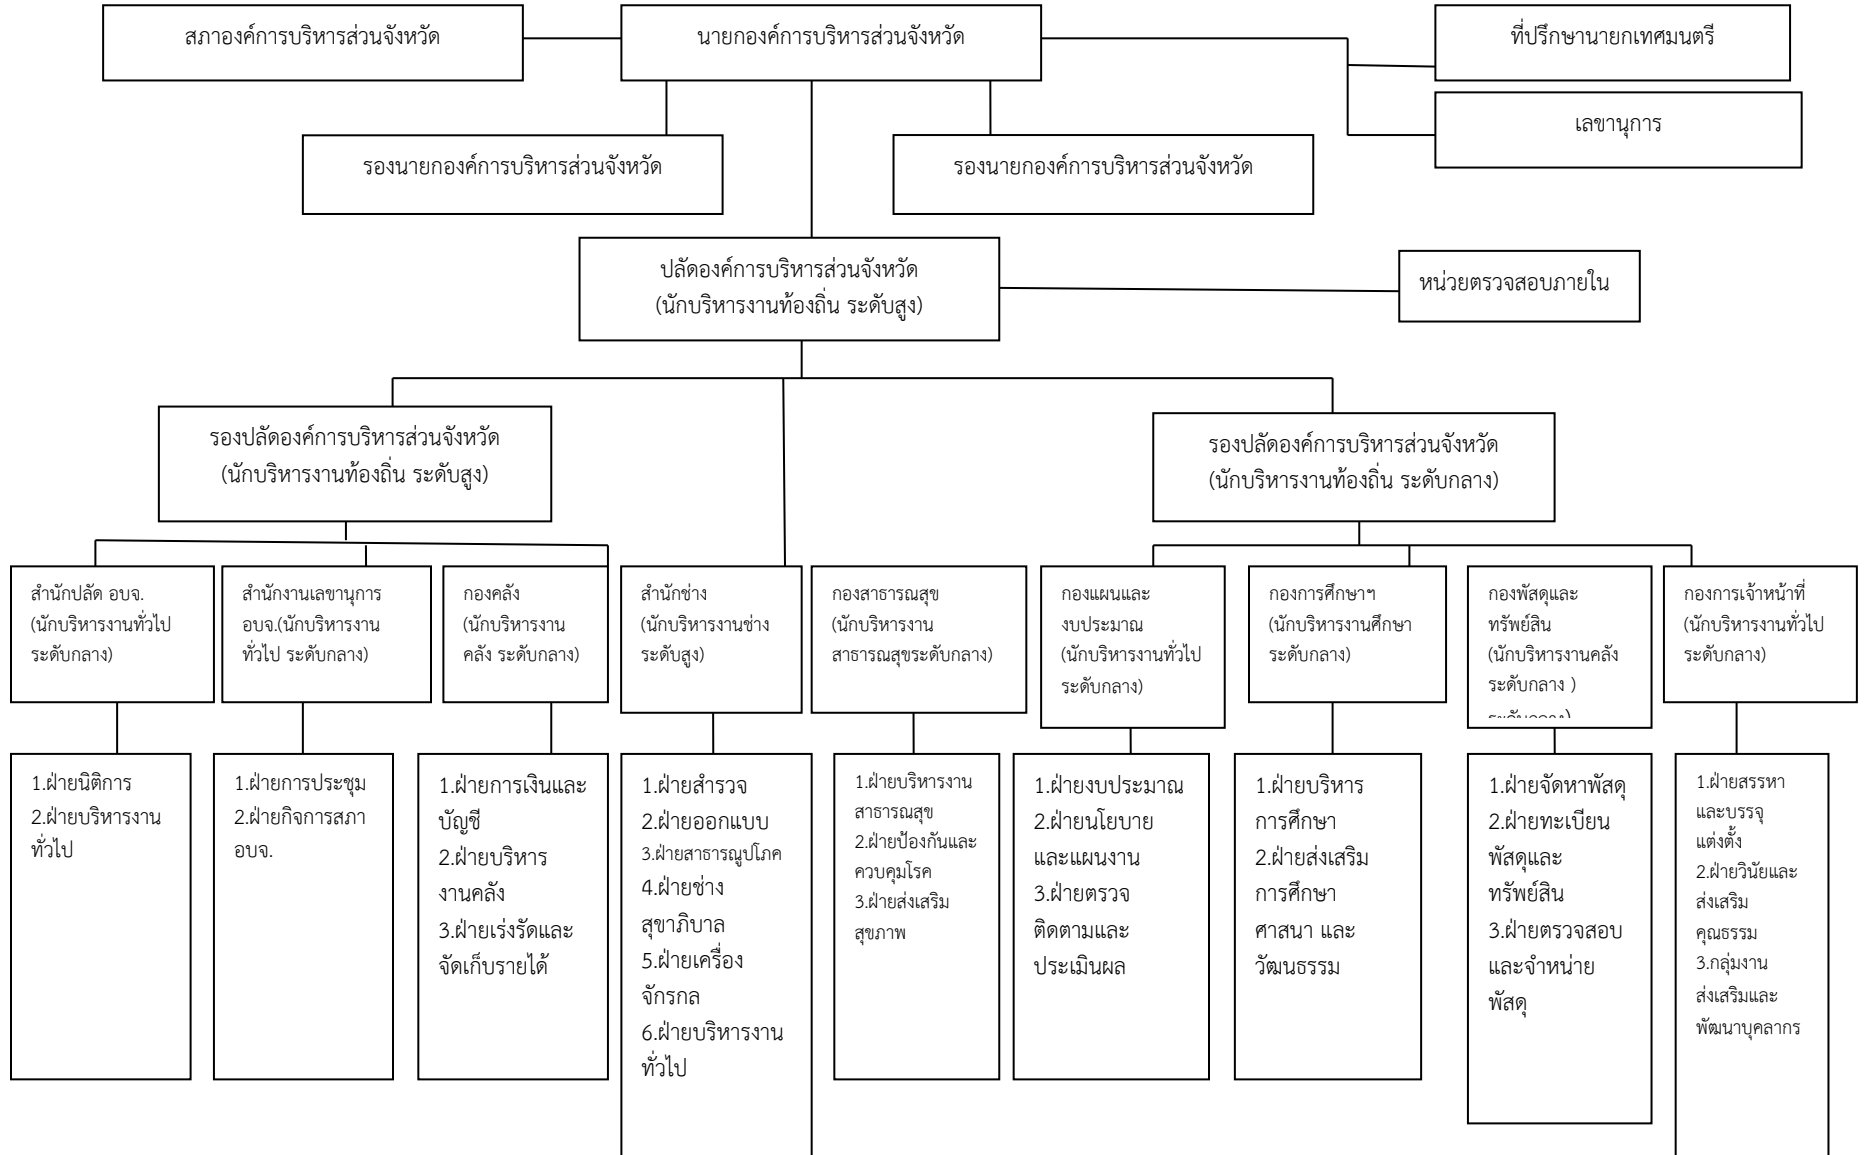 สภาองค์การบริหารส่วนจังหวัด
นายกองค์การบริหารส่วนจังหวัด
ที่ปรึกษานายกเทศมนตรี
เลขานุการ
รองนายกองค์การบริหารส่วนจังหวัด
รองนายกองค์การบริหารส่วนจังหวัด
ปลัดองค์การบริหารส่วนจังหวัด
(นักบริหารงานท้องถิ่น ระดับสูง)
หน่วยตรวจสอบภายใน
รองปลัดองค์การบริหารส่วนจังหวัด
(นักบริหารงานท้องถิ่น ระดับสูง)
รองปลัดองค์การบริหารส่วนจังหวัด
(นักบริหารงานท้องถิ่น ระดับกลาง)
สำนักปลัด อบจ.
(นักบริหารงานทั่วไป
ระดับกลาง)
สำนักงานเลขานุการ
อบจ.(นักบริหารงาน
ทั่วไป ระดับกลาง)
กองคลัง
(นักบริหารงาน
คลัง ระดับกลาง)
สำนักช่าง
(นักบริหารงานช่าง
ระดับสูง)
กองสาธารณสุข
(นักบริหารงาน
สาธารณสุขระดับกลาง)
กองแผนและ
งบประมาณ
(นักบริหารงานทั่วไป
ระดับกลาง)
กองการศึกษาฯ
(นักบริหารงานศึกษา
ระดับกลาง)
กองพัสดุและ
ทรัพย์สิน
(นักบริหารงานคลัง
ระดับกลาง )
กองการเจ้าหน้าที่
(นักบริหารงานทั่วไป
ระดับกลาง)
1.ฝ่ายนิติการ
2.ฝ่ายบริหารงาน
ทั่วไป
1.ฝ่ายการประชุม
2.ฝ่ายกิจการสภา
อบจ.
1.ฝ่ายการเงินและ
บัญชี
2.ฝ่ายบริหาร
งานคลัง
3.ฝ่ายเร่งรัดและ
จัดเก็บรายได้
1.ฝ่ายสำรวจ
2.ฝ่ายออกแบบ
3.ฝ่ายสาธารณูปโภค
4.ฝ่ายช่าง
สุขาภิบาล
5.ฝ่ายเครื่อง
จักรกล
6.ฝ่ายบริหารงาน
ทั่วไป
1.ฝ่ายบริหารงาน
สาธารณสุข
2.ฝ่ายป้องกันและ
ควบคุมโรค
3.ฝ่ายส่งเสริม
สุขภาพ
1.ฝ่ายงบประมาณ
2.ฝ่ายนโยบาย
และแผนงาน
3.ฝ่ายตรวจ
ติดตามและ
ประเมินผล
1.ฝ่ายบริหาร
การศึกษา
2.ฝ่ายส่งเสริม
การศึกษา
ศาสนา และ
วัฒนธรรม
1.ฝ่ายจัดหาพัสดุ
2.ฝ่ายทะเบียน
พัสดุและ
ทรัพย์สิน
3.ฝ่ายตรวจสอบ
และจำหน่าย
พัสดุ
1.ฝ่ายสรรหา
และบรรจุ
แต่งตั้ง
2.ฝ่ายวินัยและ
ส่งเสริม
คุณธรรม
3.กลุ่มงาน
ส่งเสริมและ
พัฒนาบุคลากร